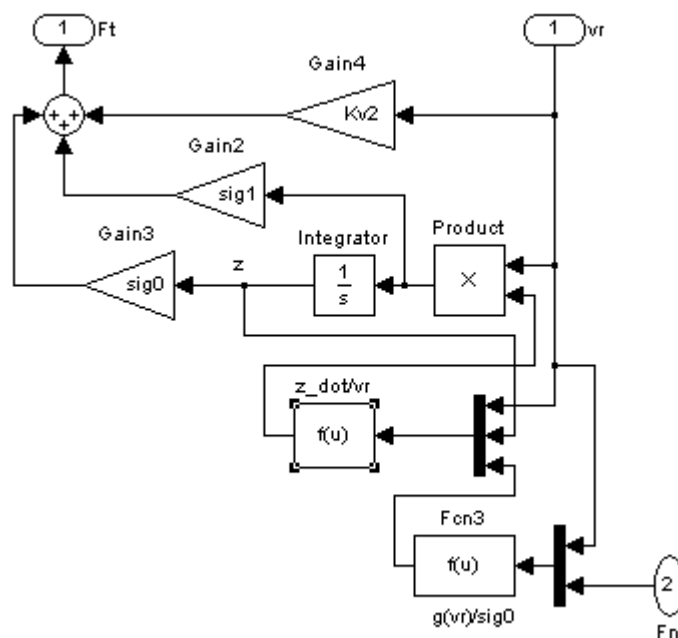 1
Ft
1
vr
Gain4
Kv2
Gain2
sig1
Gain3
sig0
z
Integrator
1
s
Product
×
z_dot/vr
f(u)
Fcn3
f(u)
g(vr)/sig0
2
Fn